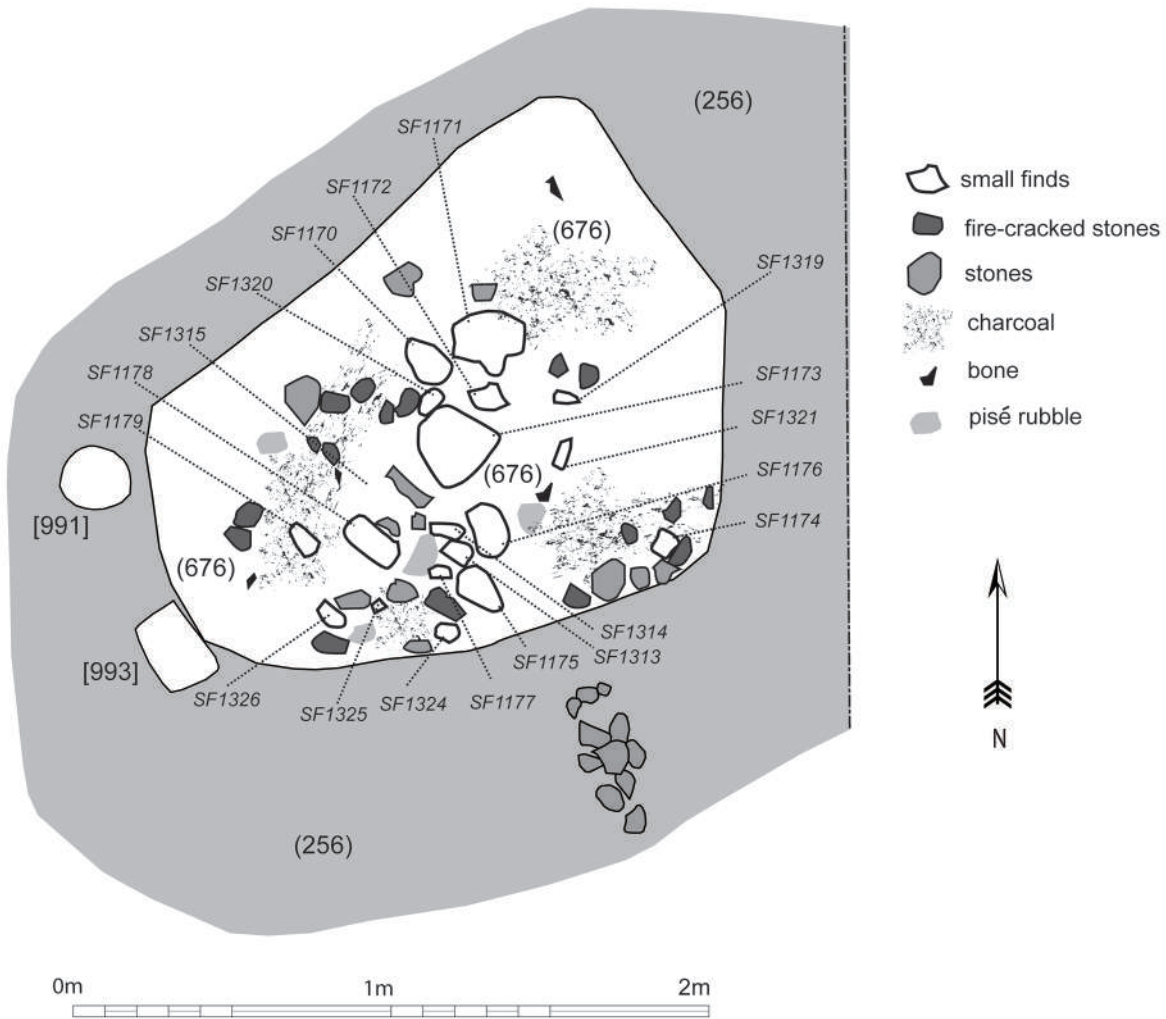 (256)
SF1171
small finds
SF1172
fire-cracked stones
SF1170
(676)
SF1319
stones
SF1320
charcoal
SF1315
SF1178
SF1173
bone
SF1179
SF1321
pisé rubble
(676)
SF1176
[991]
SF1174
(676)
SF1314
SF1313
SF1175
[993]
SF1326
SF1325
SF1324
SF1177
N
(256)
0m
1m
2m